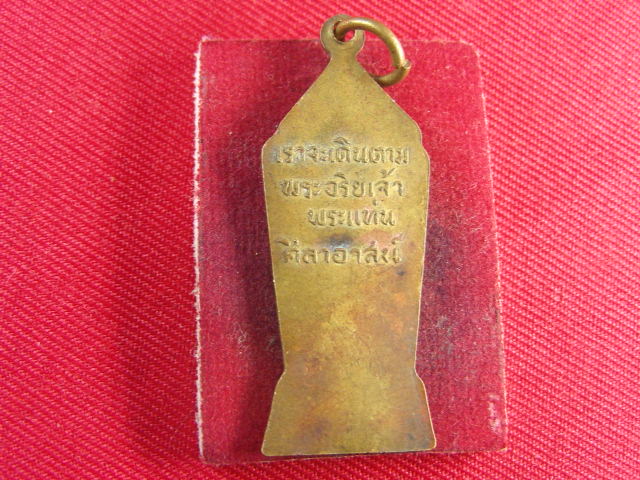 เราจะเดินตาม
พระอริยเจ้า
พระแท่น
ศีลาอาสน์